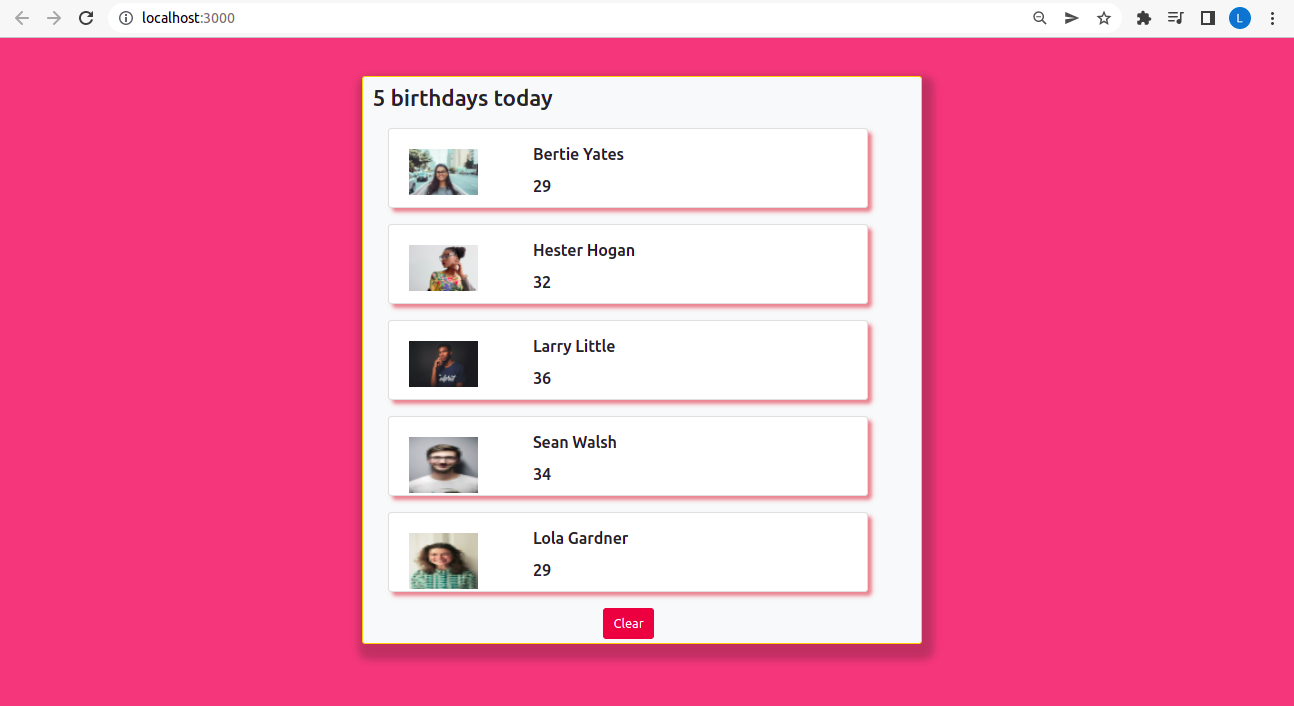 localhost:3000
L
5 birthdays today
Bertie Yates
29
Hester Hogan
32
Larry Little
36
Sean Walsh
34
Lola Gardner
29
Clear